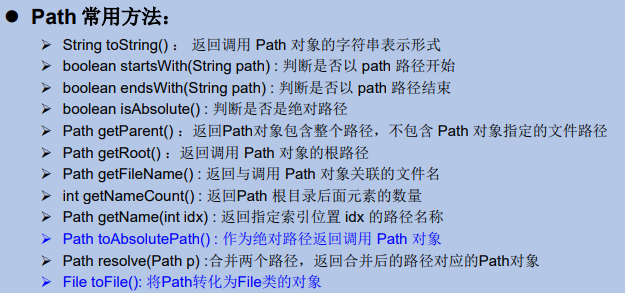 ● Path 常用方法：
➢ String toString() ： 返回调用 Path 对象的字符串表示形式
➢ boolean startsWith(String path) : 判断是否以 path 路径开始
➢ boolean endsWith(String path) : 判断是否以 path 路径结束
➢ boolean isAbsolute() : 判断是否是绝对路径
➢ Path getParent() ：返回Path对象包含整个路径，不包含 Path 对象指定的文件路径
➢ Path getRoot() ：返回调用 Path 对象的根路径
➢ Path getFileName() : 返回与调用 Path 对象关联的文件名
➢ int getNameCount() : 返回Path 根目录后面元素的数量
➢ Path getName(int idx) : 返回指定索引位置 idx 的路径名称
➢ Path toAbsolutePath() : 作为绝对路径返回调用 Path 对象
➢ Path resolve(Path p) :合并两个路径，返回合并后的路径对应的Path对象
➢ File toFile(): 将Path转化为File类的对象